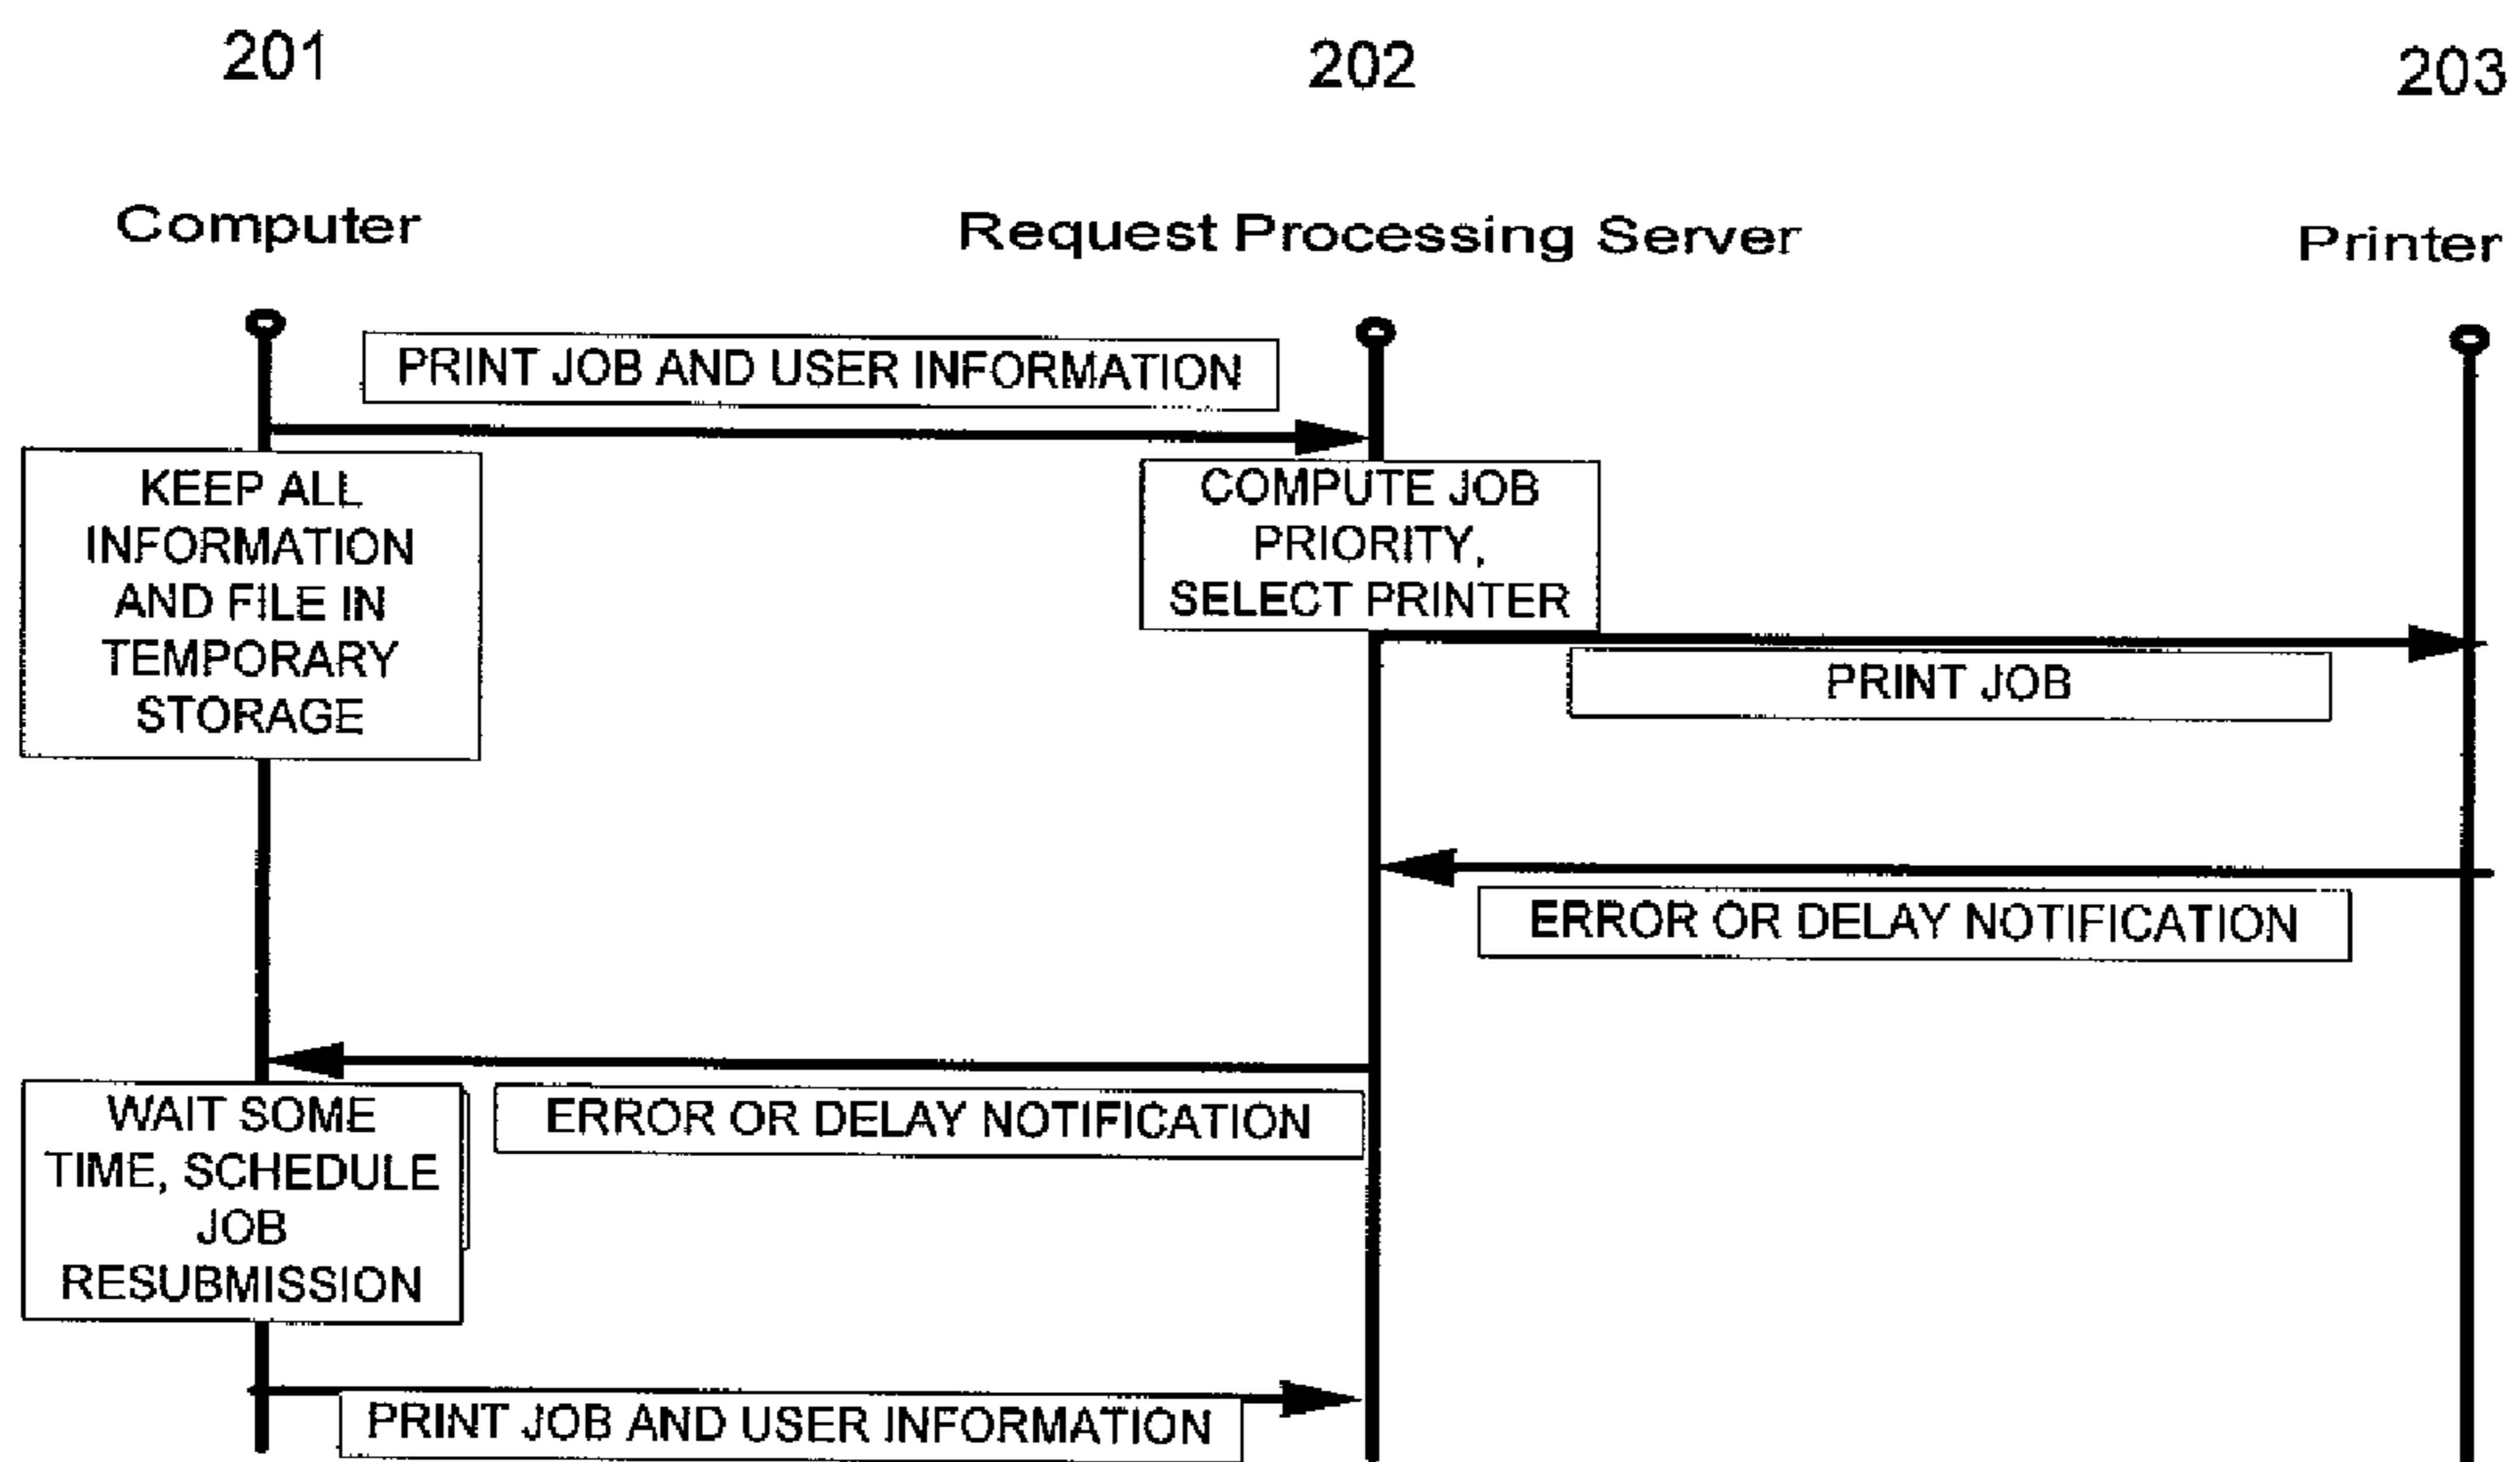 201
202
203
Computer
Request Processing Server
Printer
PRINT JOB AND USER INFORMATION
KEEP ALL
INFORMATION
AND FILE IN
TEMPORARY
STORAGE
COMPUTE JOB
PRIORITY,
SELECT PRINTER
PRINT JOB
ERROR OR DELAY NOTIFICATION
ERROR OR DELAY NOTIFICATION
WAIT SOME
TIME, SCHEDULE
JOB
RESUBMISSION
PRINT JOB AND USER INFORMATION